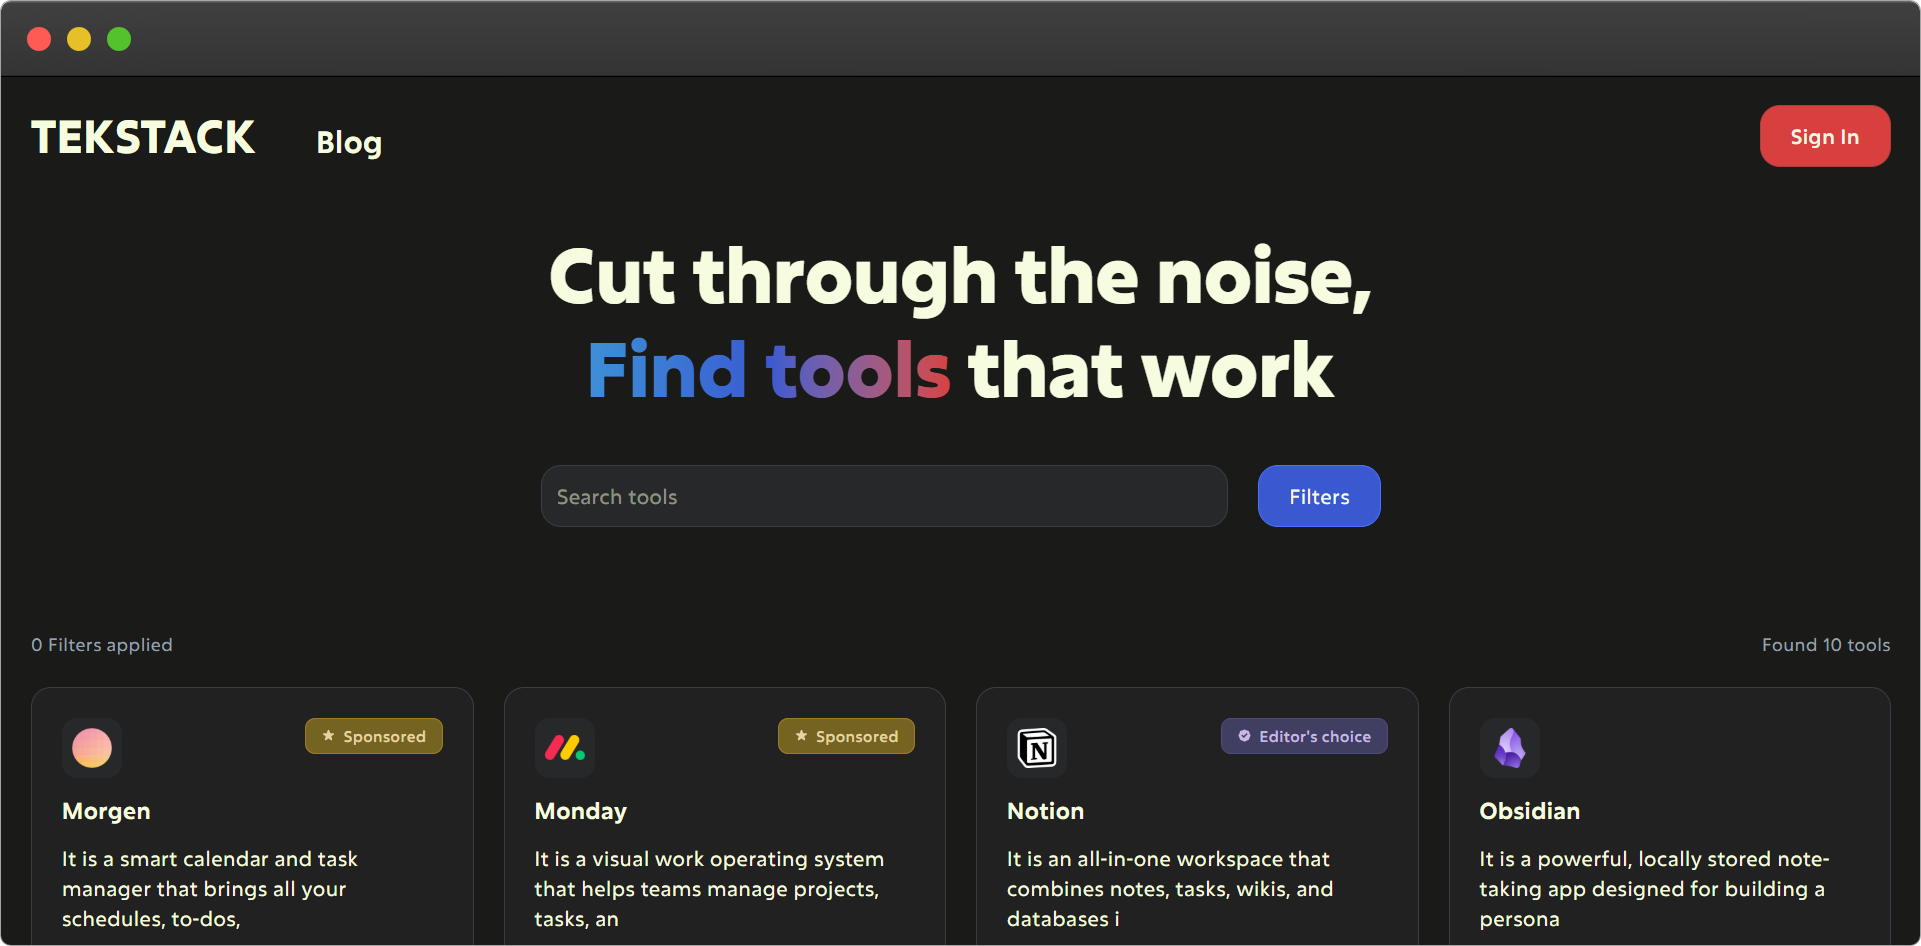 TEKSTACK
Blog
Sign In
Cut through the noise,
Find tools that work
Search tools
Filters
0 Filters applied
Found 10 tools
Sponsored
Morgen
It is a smart calendar and task
manager that brings all your
schedules, to-dos,
Sponsored
Monday
It is a visual work operating system
that helps teams manage projects,
tasks, an
N
Editor's choice
Notion
It is an all-in-one workspace that
combines notes, tasks, wikis, and
databases i
Obsidian
It is a powerful, locally stored note-
taking app designed for building a
persona